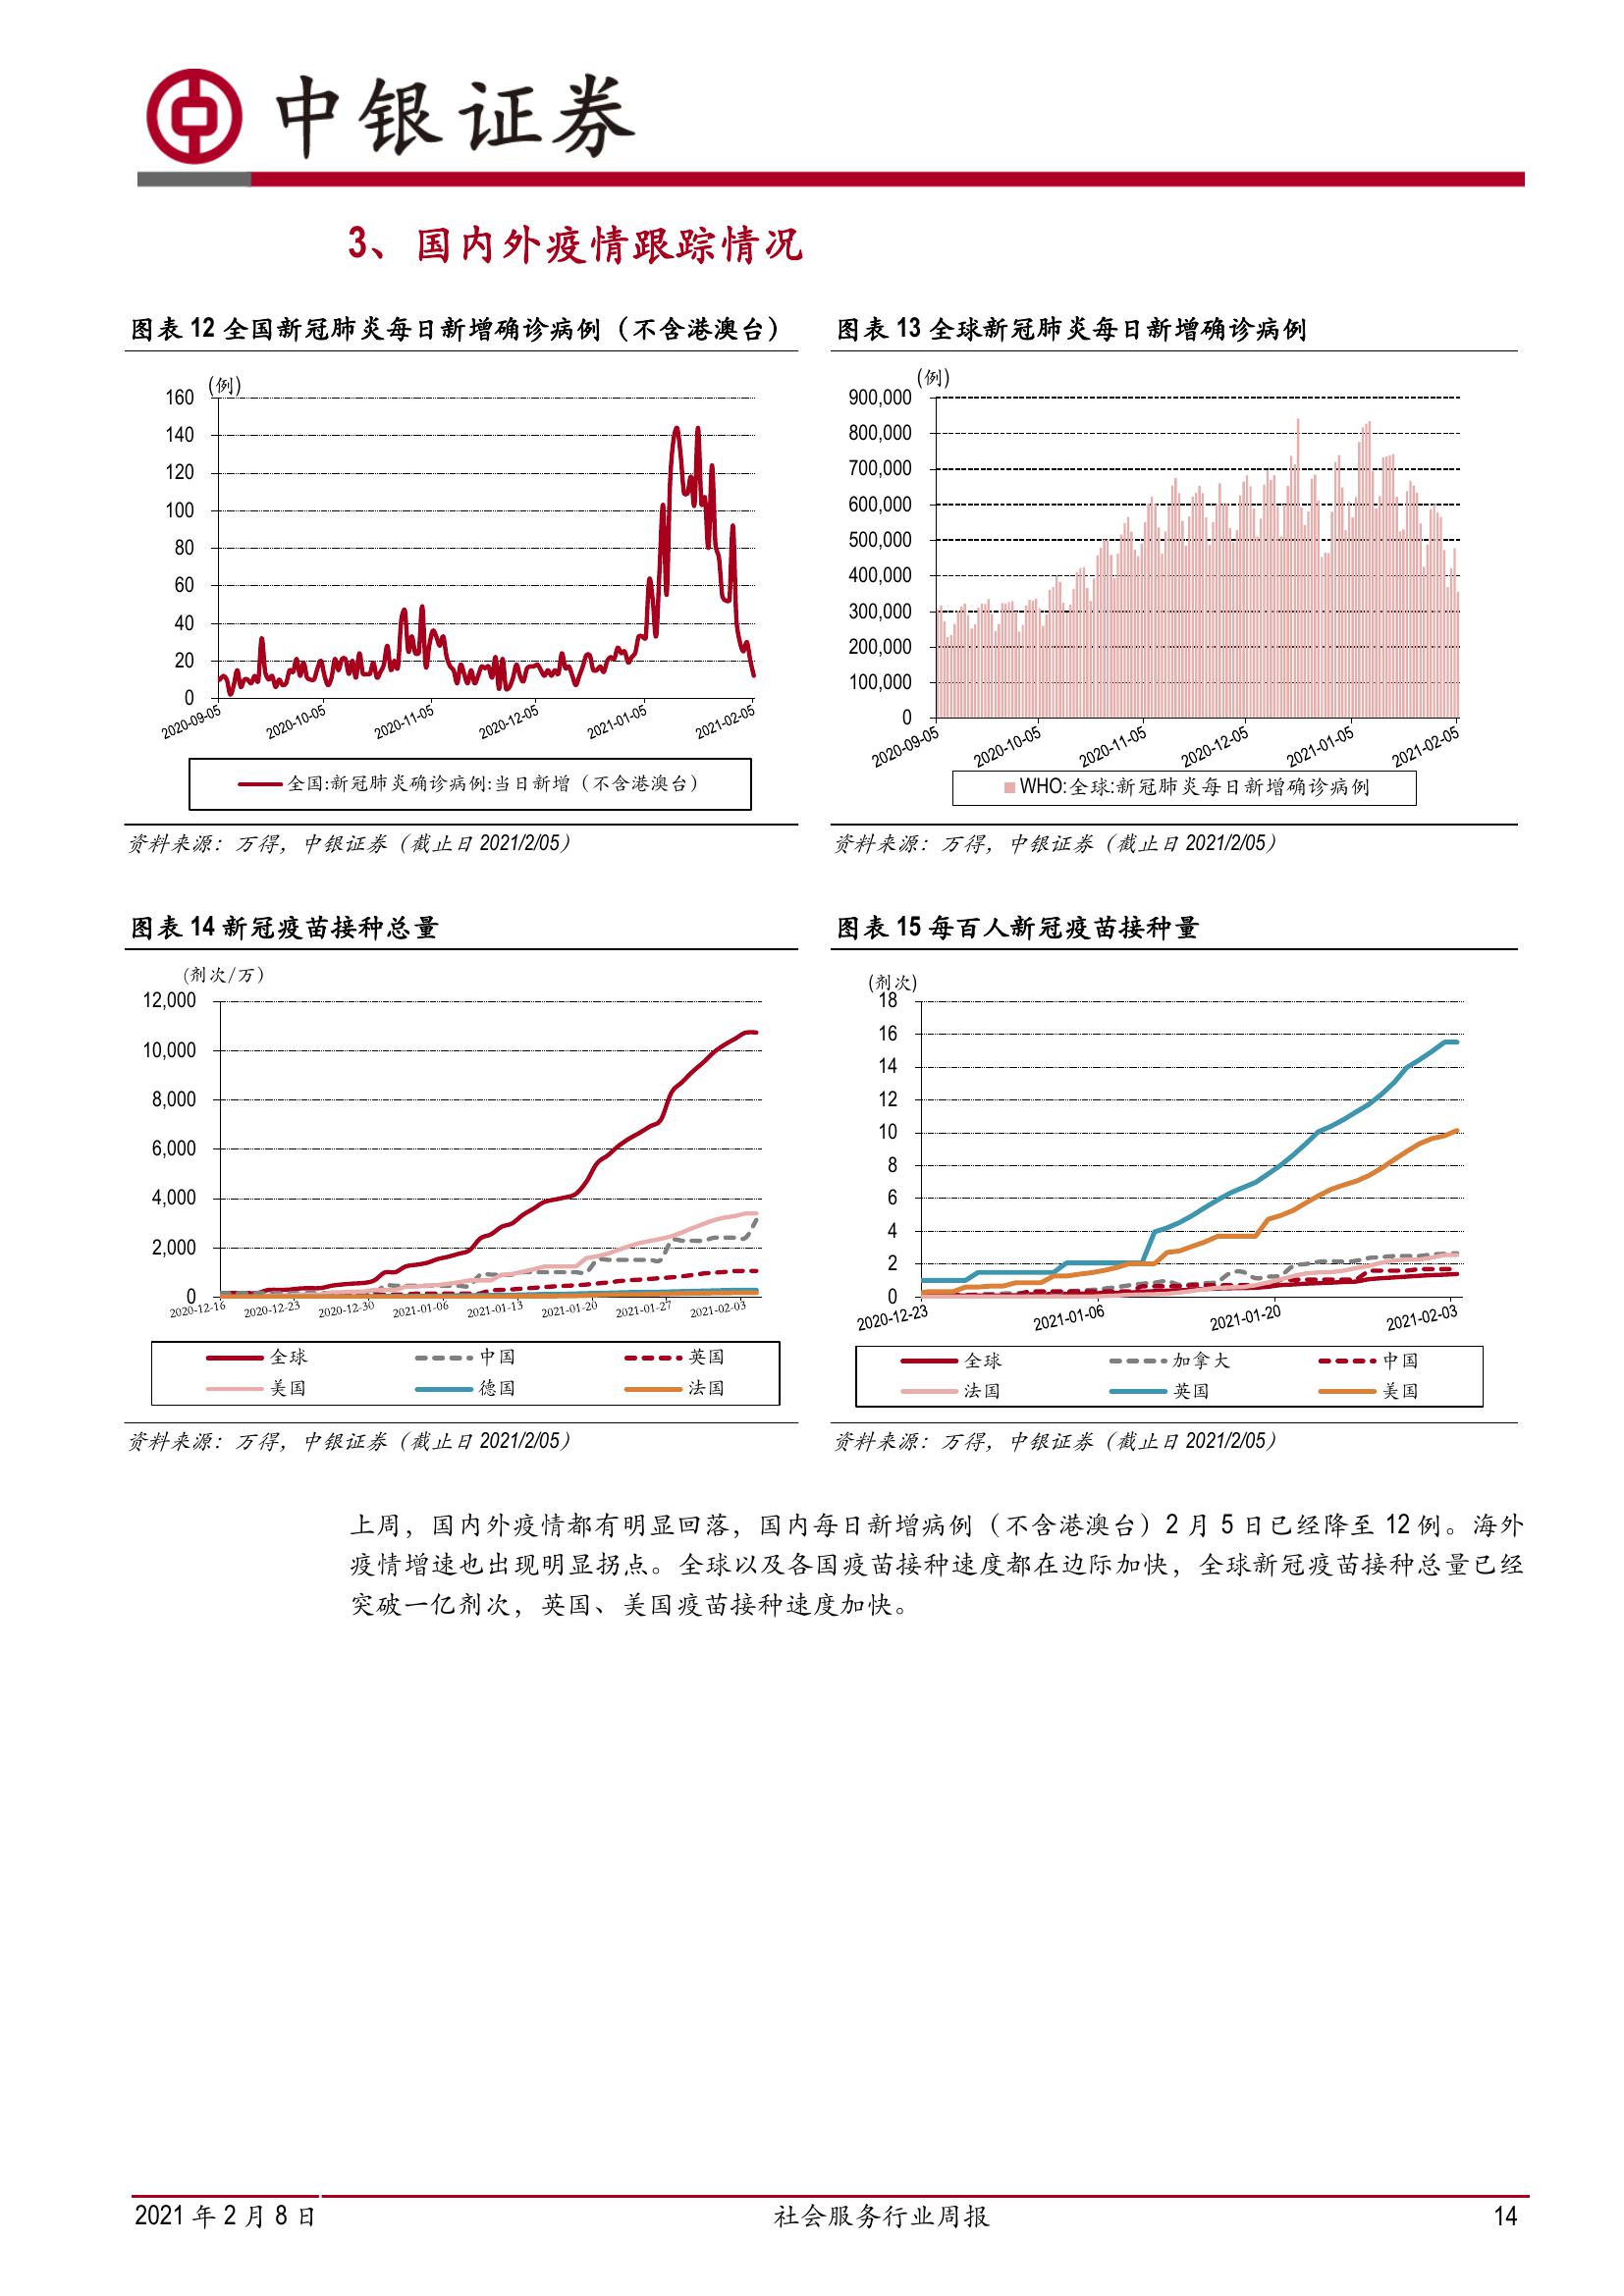 中银证券
3、国内外疫情跟踪情况
图表 12 全国新冠肺炎每日新增确诊病例（不含港澳台）
(例)
160
140
120
100
80
60
40
20
0
2020-09-05
2020-10-05
2020-11-05
2020-12-05
2021-01-05
2021-02-05
全国:新冠肺炎确诊病例:当日新增（不含港澳台）
资料来源：万得，中银证券（截止日 2021/2/05）
图表 13 全球新冠肺炎每日新增确诊病例
(例)
900,000
800,000
700,000
600,000
500,000
400,000
300,000
200,000
100,000
0
2020-09-05
2020-10-05
2020-11-05
2020-12-05
2021-01-05
2021-02-05
WHO:全球:新冠肺炎每日新增确诊病例
资料来源：万得，中银证券（截止日 2021/2/05）
图表 14 新冠疫苗接种总量
(剂次/万）
12,000
10,000
8,000
6,000
4,000
2,000
0
2020-12-16
2020-12-23
2020-12-30
2021-01-06
2021-01-13
2021-01-20
2021-01-27
2021-02-03
全球
中国
英国
美国
德国
法国
资料来源：万得，中银证券（截止日 2021/2/05）
图表 15 每百人新冠疫苗接种量
(剂次)
18
16
14
12
10
8
6
4
2
0
2020-12-23
2021-01-06
2021-01-20
2021-02-03
全球
加拿大
中国
法国
英国
美国
资料来源：万得，中银证券（截止日 2021/2/05）
上周，国内外疫情都有明显回落，国内每日新增病例（不含港澳台）2 月 5 日已经降至 12 例。海外
疫情增速也出现明显拐点。全球以及各国疫苗接种速度都在边际加快，全球新冠疫苗接种总量已经
突破一亿剂次，英国、美国疫苗接种速度加快。
2021 年 2 月 8 日
社会服务行业周报
14